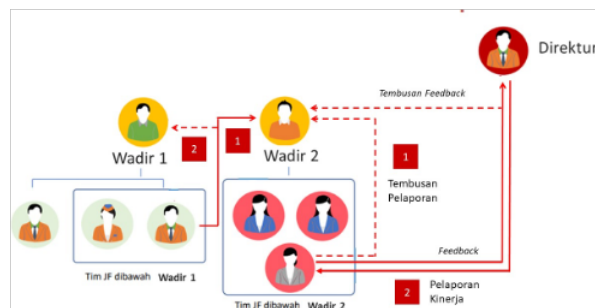 Direktur
Tembusan Feedback
2
1
Wadir 1
Wadir 2
1
Tembusan
Pelaporan
Feedback
Tim JF dibawah Wadir 1
2
Pelaporan
Kinerja
Tim JF dibawah Wadir 2